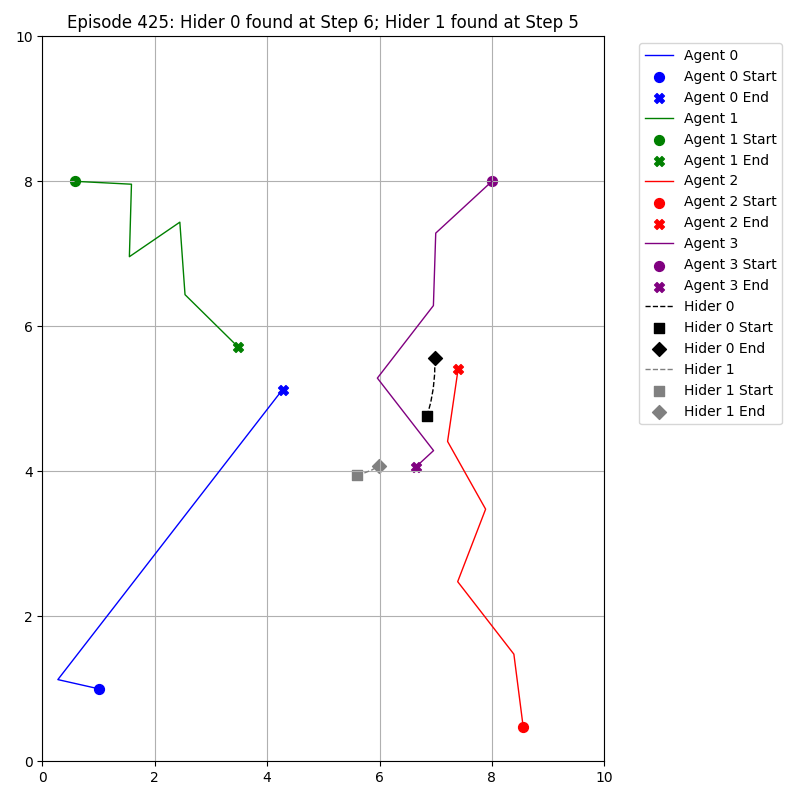 Episode 425: Hider 0 found at Step 6; Hider 1 found at Step 5
10
8
6
4
2
0
0 2 4 6 8 10
Agent 0
Agent 0 Start
Agent 0 End
Agent 1
Agent 1 Start
Agent 1 End
Agent 2
Agent 2 Start
Agent 2 End
Agent 3
Agent 3 Start
Agent 3 End
Hider 0
Hider 0 Start
Hider 0 End
Hider 1
Hider 1 Start
Hider 1 End